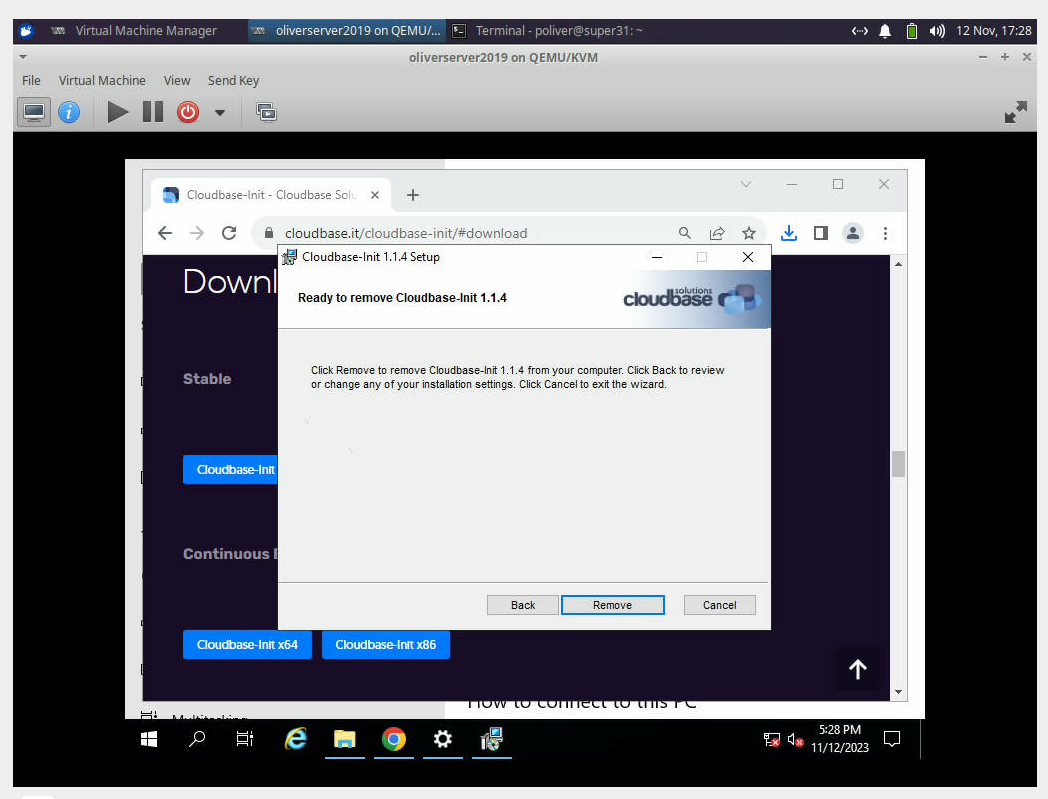 Virtual Machine Manager
oliverserver2019 on QEMU/...
Terminal - poliver@super31: ~
12 Nov, 17:28
oliverserver2019 on QEMU/KVM
File Virtual Machine View Send Key
Cloudbase-Init - Cloudbase Solu
cloudbase.it/cloudbase-init/#download
Cloudbase-Init 1.1.4 Setup
Downl
Ready to remove Cloudbase-Init 1.1.4
cloudbase solutions
Click Remove to remove Cloudbase-Init 1.1.4 from your computer. Click Back to review
or change any of your installation settings. Click Cancel to exit the wizard.
Stable
Cloudbase-Init
Continuous
Back Remove Cancel
Cloudbase-Init x64 Cloudbase-Init x86
Multitasking
How to connect to this PC
5:28 PM
11/12/2023